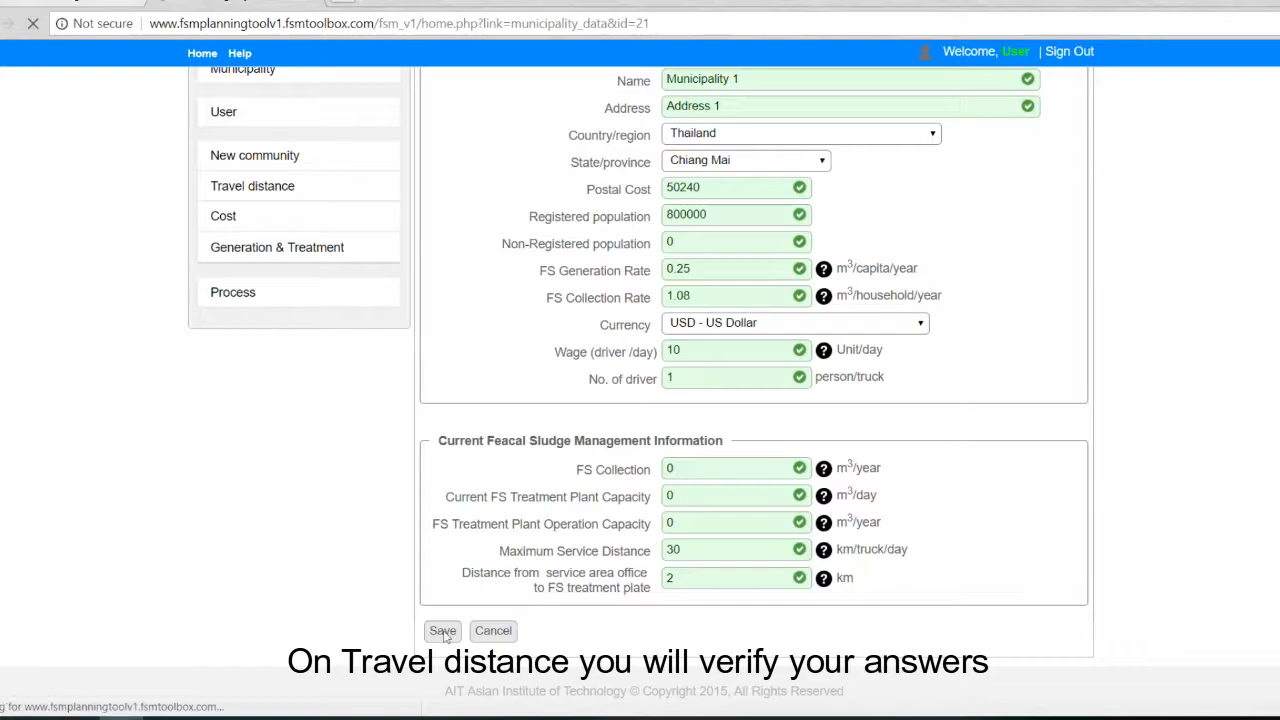 Not secure www.fsmplanningtoolv1.fsmtoolbox.com/fsm_v1/home.php?link=municipality_data&id=21
Home Help Welcome, User | Sign Out
Municipality
User
New community
Travel distance
Cost
Generation & Treatment
Process
Name Municipality 1
Address Address 1
Country/region Thailand
State/province Chiang Mai
Postal Cost 50240
Registered population 800000
Non-Registered population 0
FS Generation Rate 0.25 ? m³/capita/year
FS Collection Rate 1.08 ? m³/household/year
Currency USD - US Dollar
Wage (driver /day) 10 ? Unit/day
No. of driver 1 person/truck
Current Feacal Sludge Management Information
FS Collection 0 ? m³/year
Current FS Treatment Plant Capacity 0 ? m³/day
FS Treatment Plant Operation Capacity 0 ? m³/year
Maximum Service Distance 30 ? km/truck/day
Distance from service area office
to FS treatment plate 2 ? km
Save Cancel
On Travel distance you will verify your answers
AIT Asian Institute of Technology © Copyright 2015, All Rights Reserved
g for www.fsmplanningtoolv1.fsmtoolbox.com...